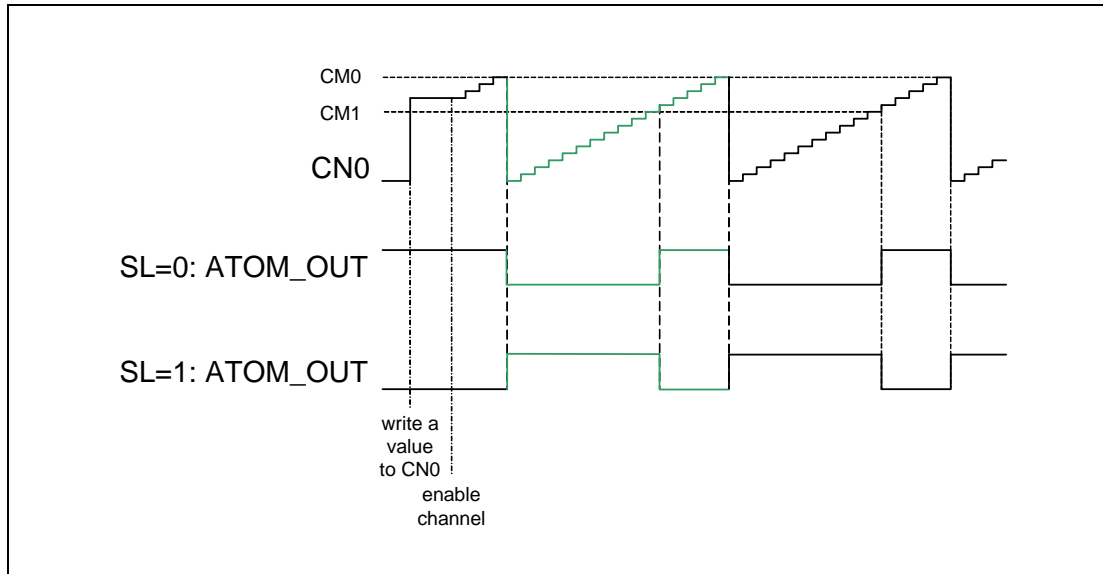 CM0
CM1
CN0
SL=0: ATOM_OUT
SL=1: ATOM_OUT
write a
value
to CN0
enable
channel